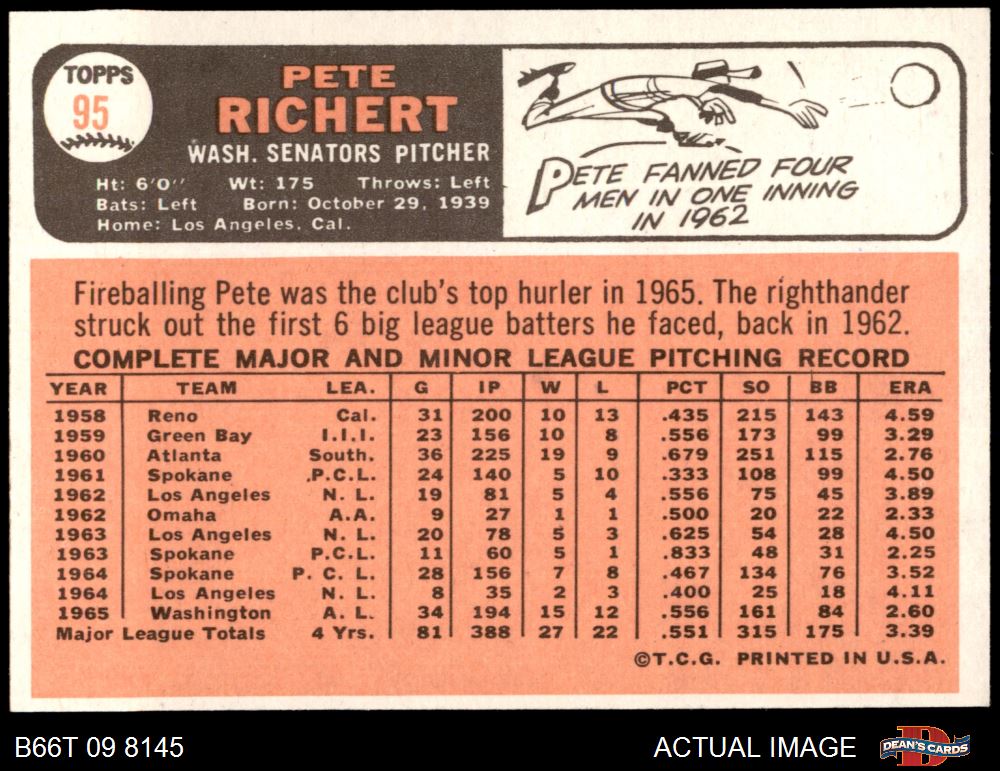 TOPPS
95
PETE
RICHERT
WASH. SENATORS PITCHER
Ht: 6'0'' Wt: 175 Throws: Left
Bats: Left Born: October 29, 1939
Home: Los Angeles, Cal.
PETE FANNED FOUR
MEN IN ONE INNING
IN 1962
Fireballing Pete was the club's top hurler in 1965. The righthander
struck out the first 6 big league batters he faced, back in 1962.
COMPLETE MAJOR AND MINOR LEAGUE PITCHING RECORD
YEAR TEAM LEA. G IP W L PCT SO BB ERA
1958 Reno Cal. 31 200 10 13 .435 215 143 4.59
1959 Green Bay I.I.I. 23 156 10 8 .556 173 99 3.29
1960 Atlanta South. 36 225 19 9 .679 251 115 2.76
1961 Spokane .P.C.L. 24 140 5 10 .333 108 99 4.50
1962 Los Angeles N. L. 19 81 5 4 .556 75 45 3.89
1962 Omaha A.A. 9 27 1 1 .500 20 22 2.33
1963 Los Angeles N. L. 20 78 5 3 .625 54 28 4.50
1963 Spokane P.C.L. 11 60 5 1 .833 48 31 2.25
1964 Spokane P. C. L. 28 156 7 8 .467 134 76 3.52
1964 Los Angeles N. L. 8 35 2 3 .400 25 18 4.11
1965 Washington A. L. 34 194 15 12 .556 161 84 2.60
Major League Totals 4 Yrs. 81 388 27 22 .551 315 175 3.39
©T.C.G. PRINTED IN U.S.A.
B66T 09 8145
ACTUAL IMAGE
DEAN'S CARDS